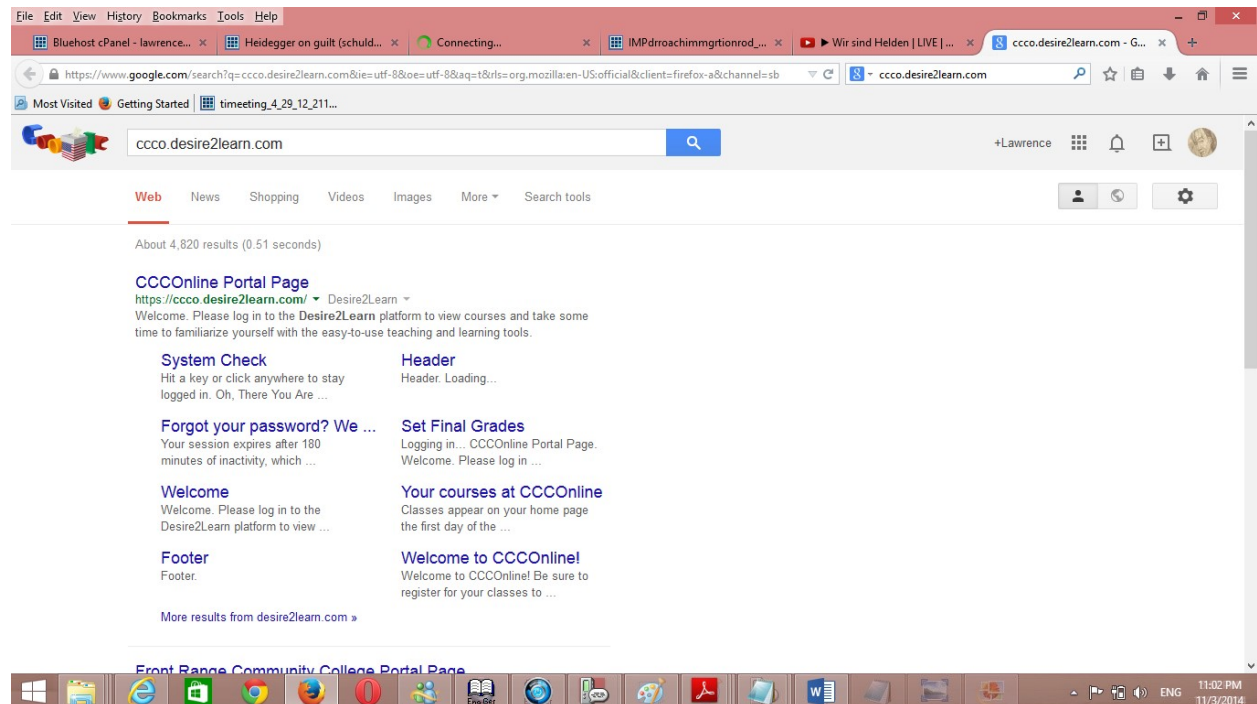 File Edit View History Bookmarks Tools Help
Bluehost cPanel - lawrence... Heidegger on guilt (schuld... Connecting... IMPdrroachimmgrtionrod_... Wir sind Helden | LIVE | ... ccco.desire2learn.com - G...
https://www.google.com/search?q=ccco.desire2learn.com&ie=utf-8&oe=utf-8&aq=t&rls=org.mozilla:en-US:official&client=firefox-a&channel=sb ccco.desire2learn.com
Most Visited Getting Started timeeting_4_29_12_211...
ccco.desire2learn.com +Lawrence
Web News Shopping Videos Images More Search tools
About 4,820 results (0.51 seconds)
CCCOnline Portal Page
https://ccco.desire2learn.com/ Desire2Learn
Welcome. Please log in to the Desire2Learn platform to view courses and take some
time to familiarize yourself with the easy-to-use teaching and learning tools.
System Check
Hit a key or click anywhere to stay
logged in. Oh, There You Are ...
Header
Header. Loading...
Forgot your password? We ...
Your session expires after 180
minutes of inactivity, which ...
Set Final Grades
Logging in... CCCOnline Portal Page.
Welcome. Please log in ...
Welcome
Welcome. Please log in to the
Desire2Learn platform to view ...
Your courses at CCCOnline
Classes appear on your home page
the first day of the ...
Footer
Footer.
Welcome to CCCOnline!
Welcome to CCCOnline! Be sure to
register for your classes to ...
More results from desire2learn.com »
Front Range Community College Portal Page
ENG 11:02 PM
11/3/2014